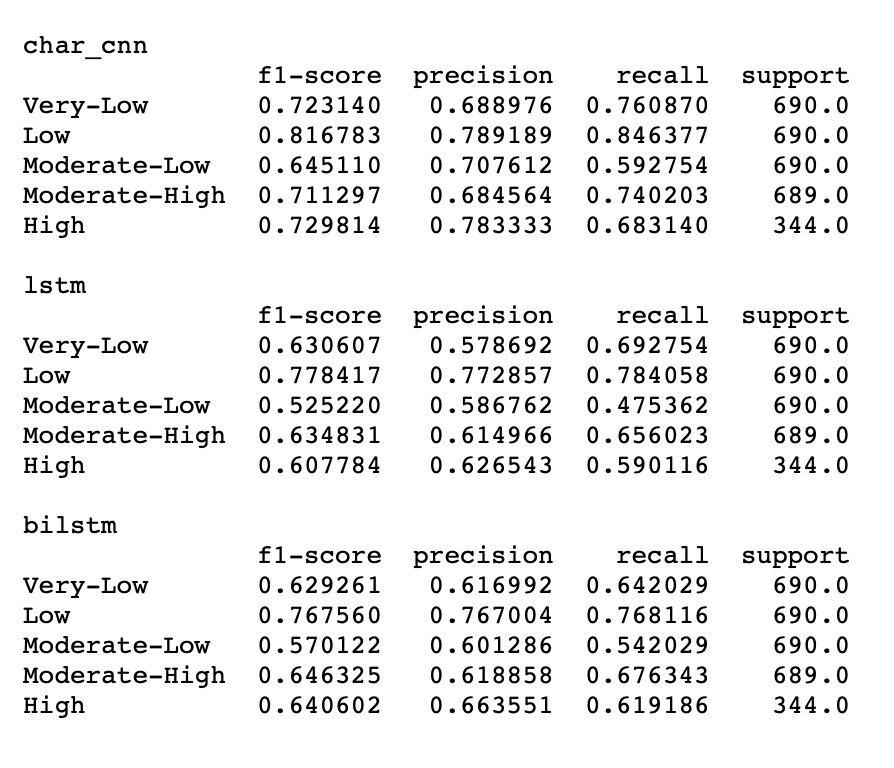 char_cnn
f1-score precision recall support
Very-Low 0.723140 0.688976 0.760870 690.0
Low 0.816783 0.789189 0.846377 690.0
Moderate-Low 0.645110 0.707612 0.592754 690.0
Moderate-High 0.711297 0.684564 0.740203 689.0
High 0.729814 0.783333 0.683140 344.0
lstm
f1-score precision recall support
Very-Low 0.630607 0.578692 0.692754 690.0
Low 0.778417 0.772857 0.784058 690.0
Moderate-Low 0.525220 0.586762 0.475362 690.0
Moderate-High 0.634831 0.614966 0.656023 689.0
High 0.607784 0.626543 0.590116 344.0
bilstm
f1-score precision recall support
Very-Low 0.629261 0.616992 0.642029 690.0
Low 0.767560 0.767004 0.768116 690.0
Moderate-Low 0.570122 0.601286 0.542029 690.0
Moderate-High 0.646325 0.618858 0.676343 689.0
High 0.640602 0.663551 0.619186 344.0